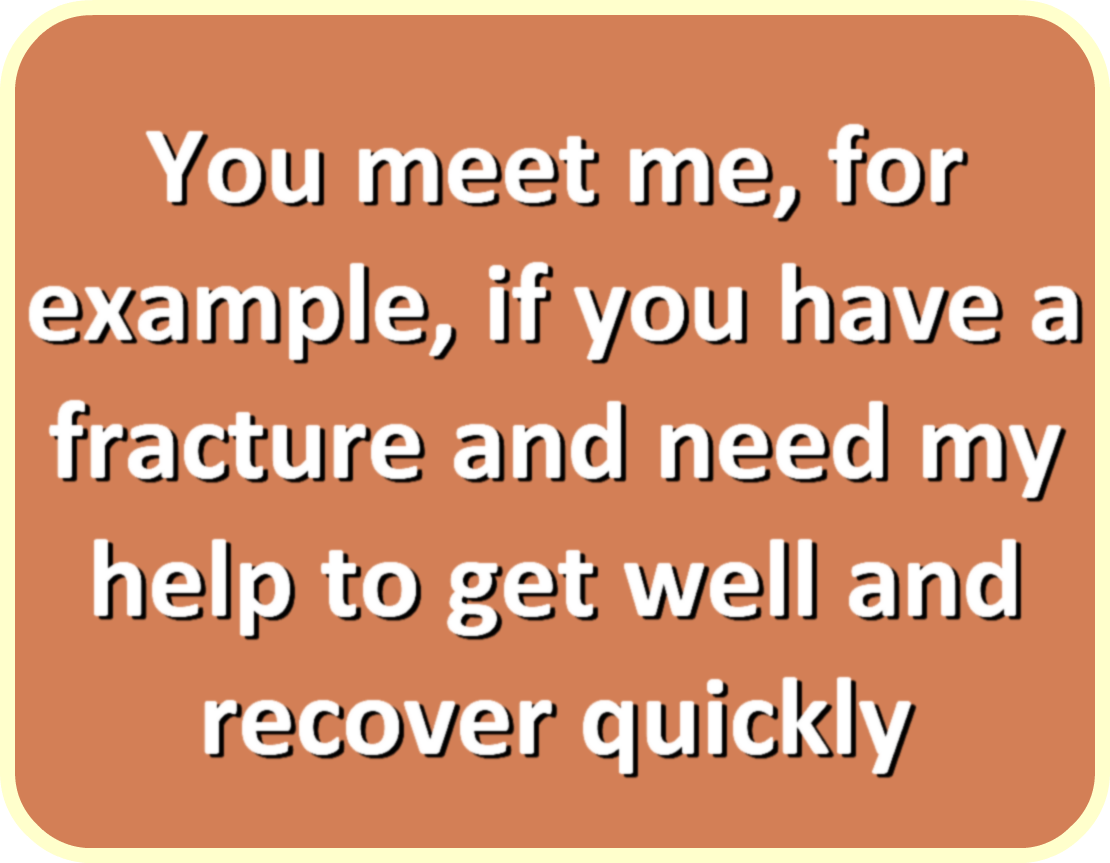 You meet me, for
example, if you have a
fracture and need my
help to get well and
recover quickly